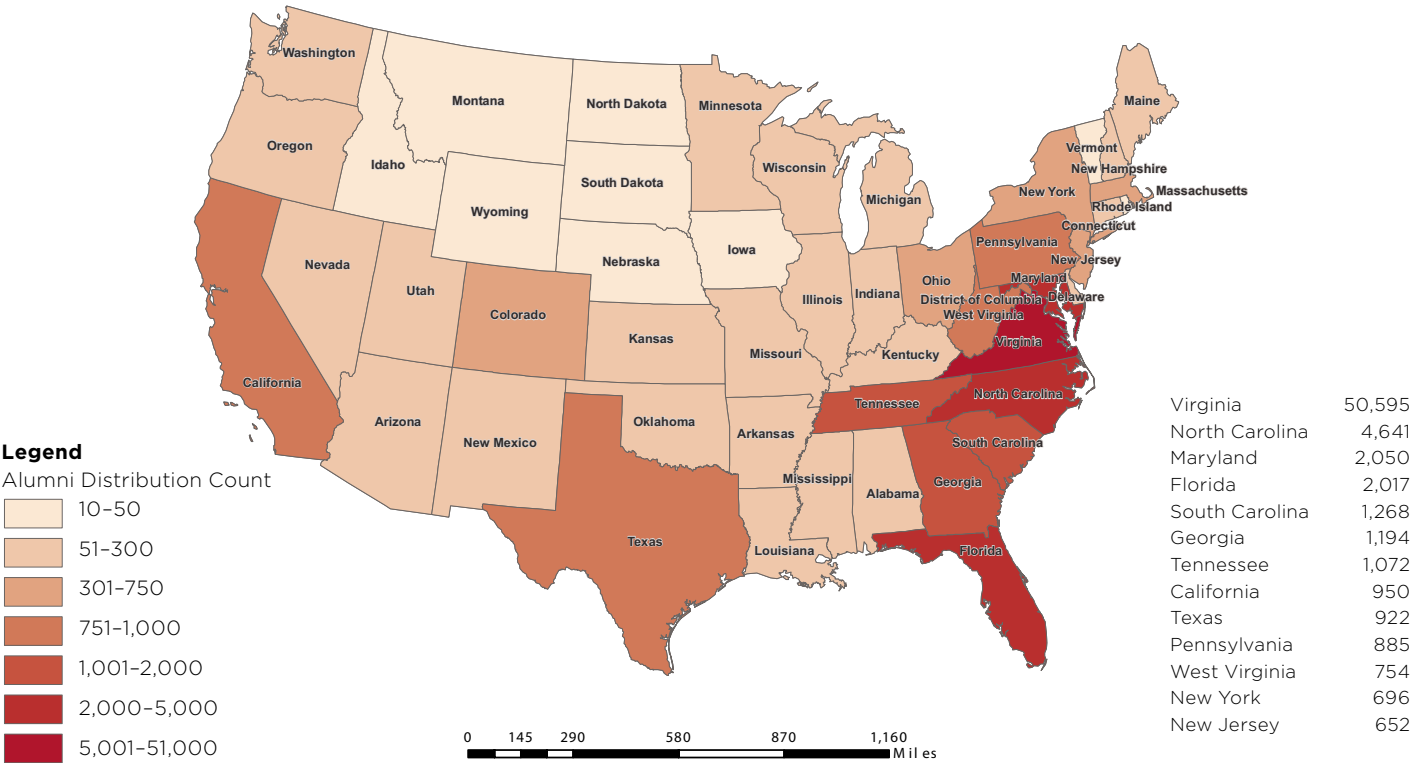 Washington
Montana
North Dakota
Minnesota
Maine
Oregon
Idaho
Vermont
New Hampshire
Wisconsin
South Dakota
Wyoming
Michigan
New York
Massachusetts
Rhode Island
Connecticut
Pennsylvania
New Jersey
Iowa
Nebraska
Nevada
Utah
Colorado
Illinois
Indiana
Ohio
Maryland
Delaware
District of Columbia
West Virginia
Virginia
Kansas
Missouri
Kentucky
California
Arizona
New Mexico
Oklahoma
Arkansas
Tennessee
North Carolina
South Carolina
Mississippi
Alabama
Georgia
Texas
Louisiana
Florida
Legend
Alumni Distribution Count
10–50
51–300
301–750
751–1,000
1,001–2,000
2,000–5,000
5,001–51,000
0 145 290 580 870 1,160
Miles
Virginia 50,595
North Carolina 4,641
Maryland 2,050
Florida 2,017
South Carolina 1,268
Georgia 1,194
Tennessee 1,072
California 950
Texas 922
Pennsylvania 885
West Virginia 754
New York 696
New Jersey 652